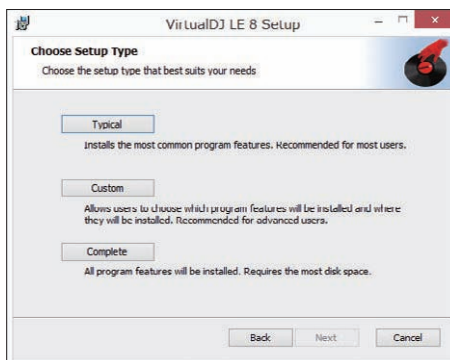 VirtualDJ LE 8 Setup
Choose Setup Type
Choose the setup type that best suits your needs
Typical
Installs the most common program features. Recommended for most users.
Custom
Allows users to choose which program features will be installed and where
they will be installed. Recommended for advanced users.
Complete
All program features will be installed. Requires the most disk space.
Back Next Cancel